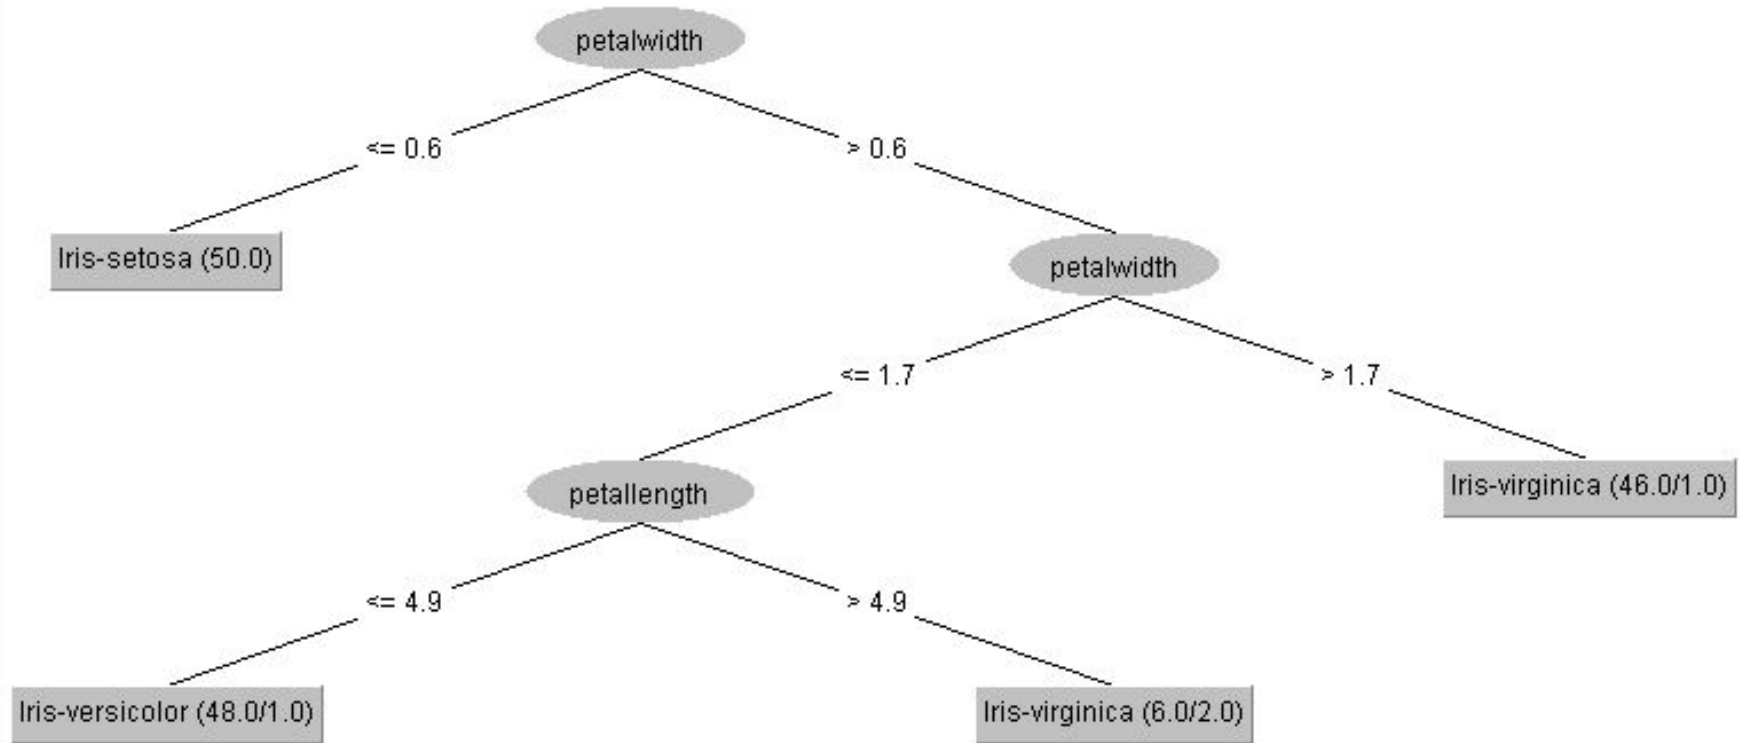 petalwidth
<= 0.6
> 0.6
Iris-setosa (50.0)
petalwidth
<= 1.7
> 1.7
petallength
Iris-virginica (46.0/1.0)
<= 4.9
> 4.9
Iris-versicolor (48.0/1.0)
Iris-virginica (6.0/2.0)